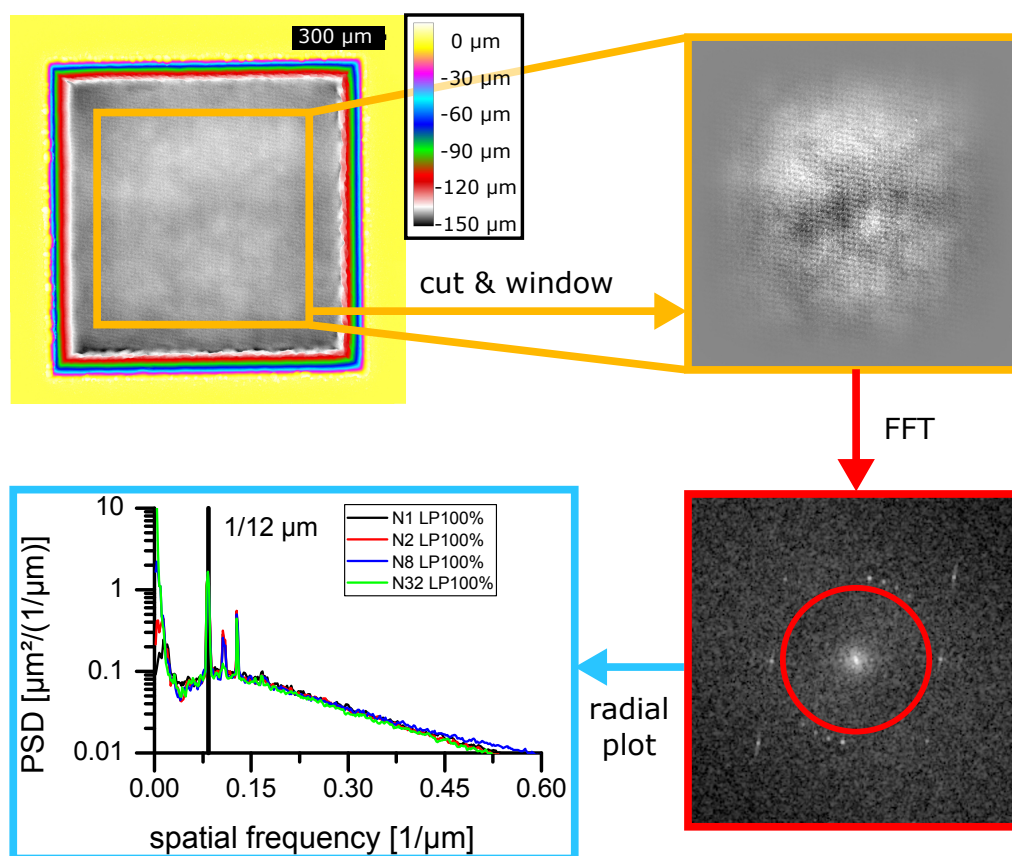 300 µm
0 µm
-30 µm
-60 µm
-90 µm
-120 µm
-150 µm
cut & window
FFT
radial
plot
PSD [µm²/(1/µm)]
10
1
0.1
0.01
1/12 µm
N1 LP100%
N2 LP100%
N8 LP100%
N32 LP100%
0.00
0.15
0.30
0.45
0.60
spatial frequency [1/µm]